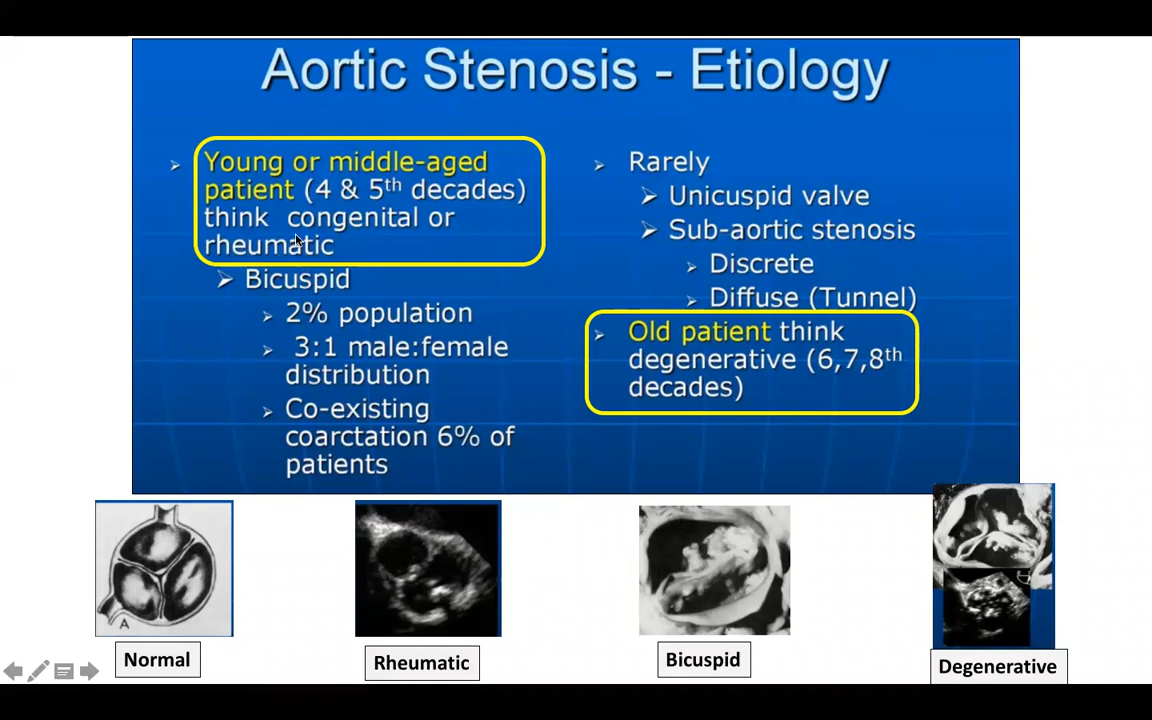 Aortic Stenosis - Etiology
Young or middle-aged
patient (4 & 5th decades)
think congenital or
rheumatic
Bicuspid
2% population
3:1 male:female
distribution
Co-existing
coarctation 6% of
patients
Rarely
Unicuspid valve
Sub-aortic stenosis
Discrete
Diffuse (Tunnel)
Old patient think
degenerative (6,7,8th
decades)
A
Normal
Rheumatic
Bicuspid
Degenerative